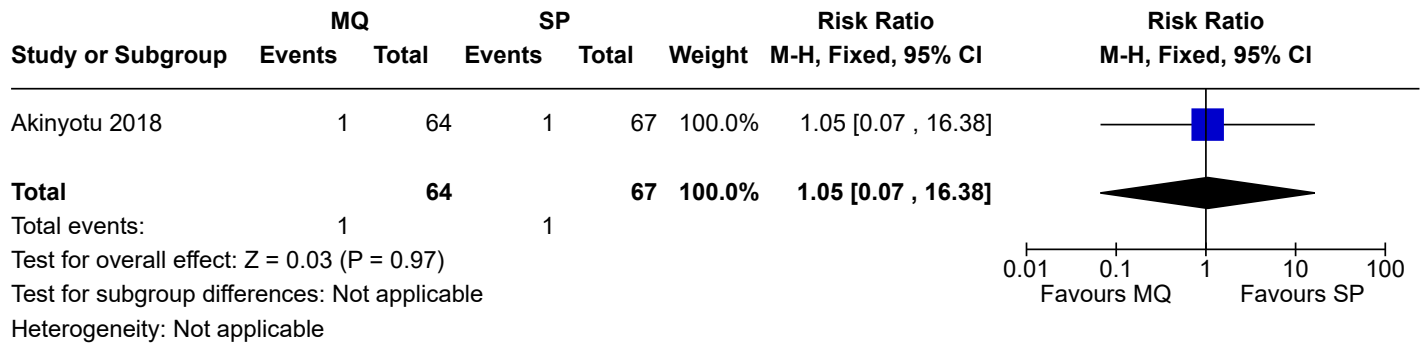 MQ SP Risk Ratio Risk Ratio
Study or Subgroup Events Total Events Total Weight M-H, Fixed, 95% CI M-H, Fixed, 95% CI
Akinyotu 2018 1 64 1 67 100.0% 1.05 [0.07 , 16.38]
Total 64 67 100.0% 1.05 [0.07 , 16.38]
Total events: 1 1
Test for overall effect: Z = 0.03 (P = 0.97)
0.01 0.1 1 10 100
Test for subgroup differences: Not applicable
Favours MQ Favours SP
Heterogeneity: Not applicable